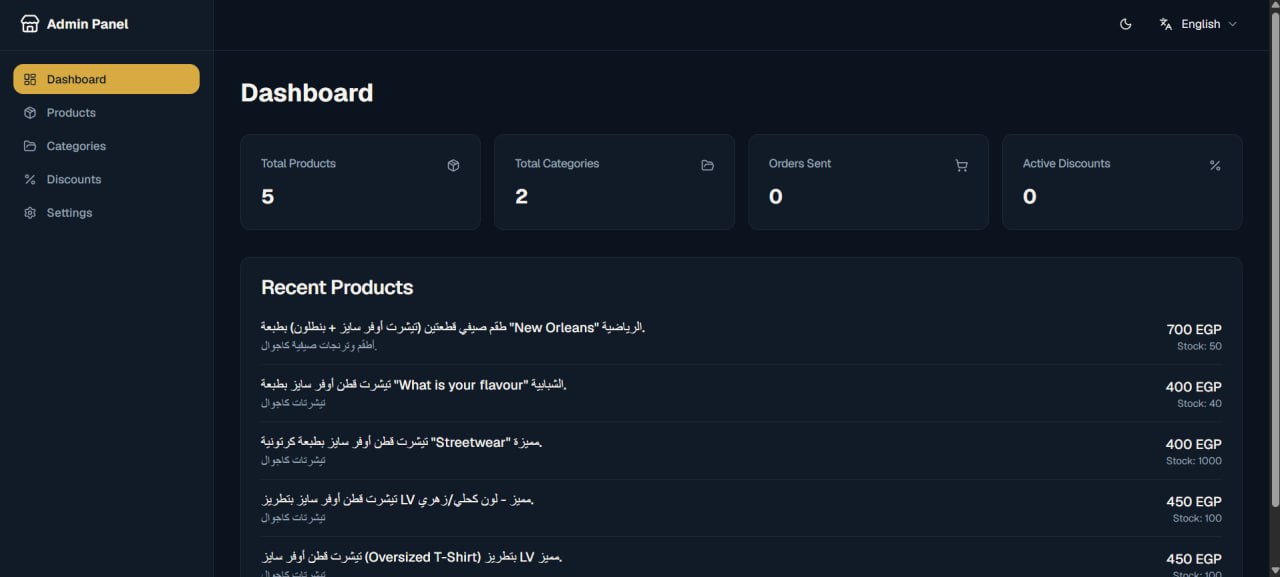 Admin Panel
English
Dashboard
Products
Categories
Discounts
Settings
Dashboard
Total Products
5
Total Categories
2
Orders Sent
0
Active Discounts
0
Recent Products
طقم صيفي قطعتين (تيشرت أوفر سايز + بنطلون) بطبعة "New Orleans" الرياضية.
700 EGP
أطقم وترنجات صيفية كاجوال.
Stock: 50
تيشرت قطن أوفر سايز بطبعة "What is your flavour" الشبابية.
400 EGP
تيشرتات كاجوال
Stock: 40
تيشرت قطن أوفر سايز بطبعة كرتونية "Streetwear" مميزة.
400 EGP
تيشرتات كاجوال
Stock: 1000
تيشرت قطن أوفر سايز بتطريز LV مميز - لون كحلي/زهري.
450 EGP
تيشرتات كاجوال
Stock: 100
تيشرت قطن أوفر سايز (Oversized T-Shirt) بتطريز LV مميز.
450 EGP
تيشرتات كاجوال
Stock: 100